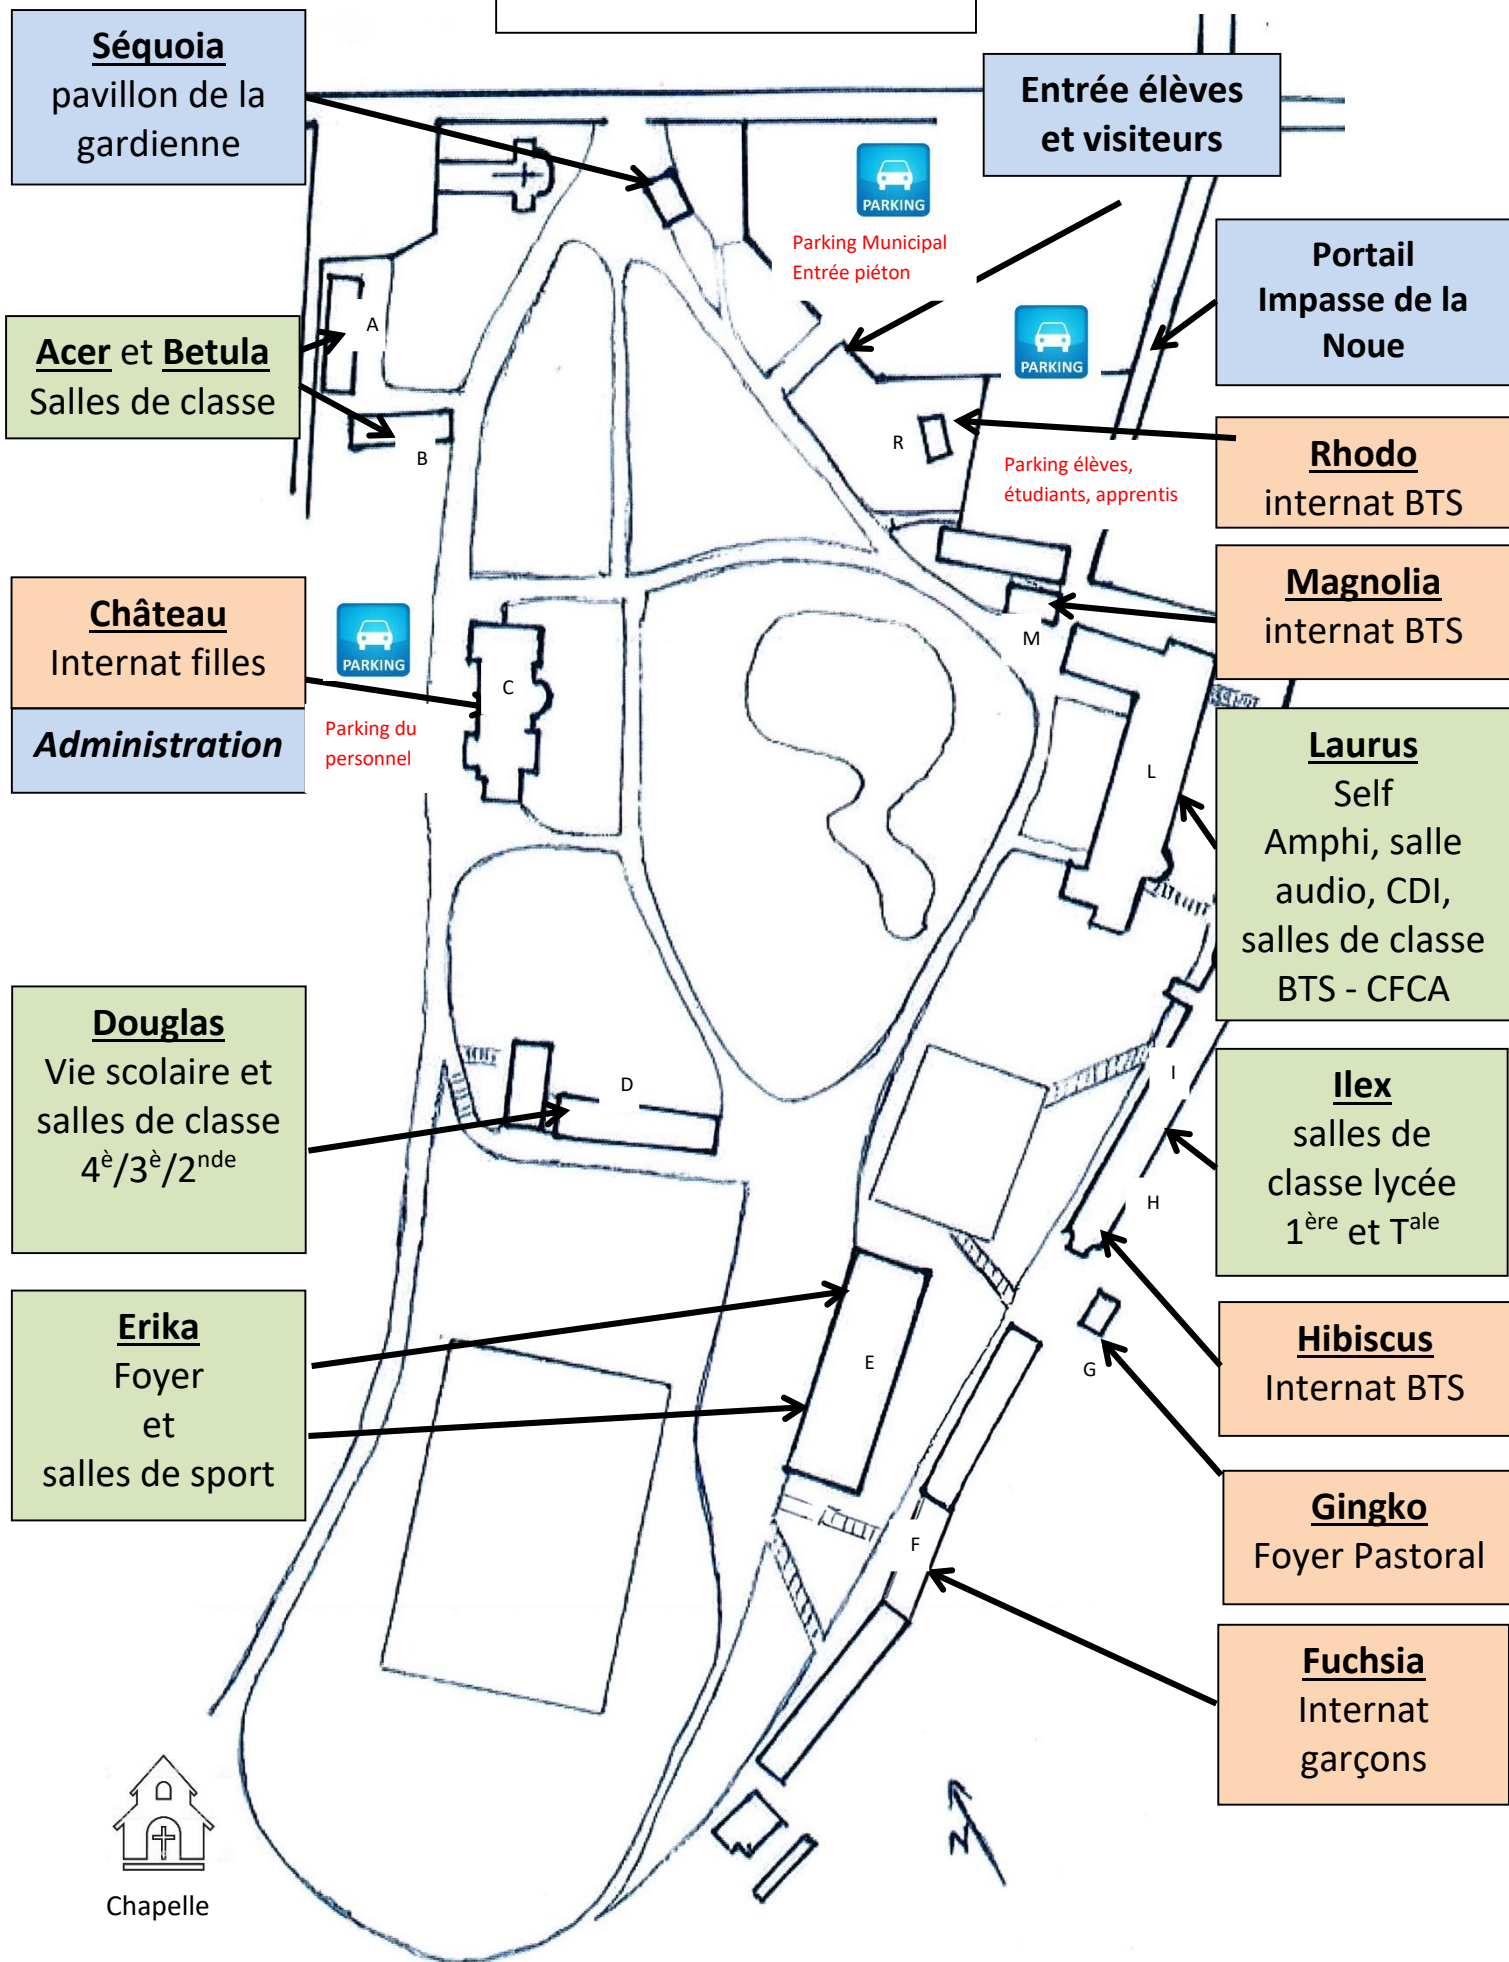 Séquoia
pavillon de la
gardienne
Entrée élèves
et visiteurs
PARKING
Parking Municipal
Entrée piéton
Portail
Impasse de la
Noue
PARKING
Acer et Betula
Salles de classe
A
B
R
Parking élèves,
étudiants, apprentis
Rhodo
internat BTS
Magnolia
internat BTS
M
Château
Internat filles
Administration
PARKING
Parking du
personnel
C
L
Laurus
Self
Amphi, salle
audio, CDI,
salles de classe
BTS - CFCA
Douglas
Vie scolaire et
salles de classe
4è/3è/2nde
D
I
Ilex
salles de
classe lycée
1ère et Tale
H
Erika
Foyer
et
salles de sport
E
G
Hibiscus
Internat BTS
Gingko
Foyer Pastoral
F
Fuchsia
Internat
garçons
N
Chapelle